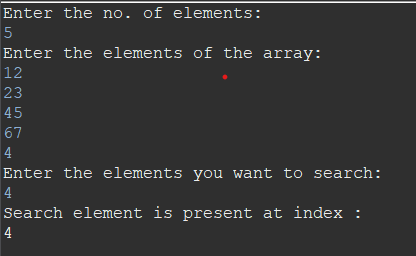 Enter the no. of elements:
5
Enter the elements of the array:
12
23
45
67
4
Enter the elements you want to search:
4
Search element is present at index :
4